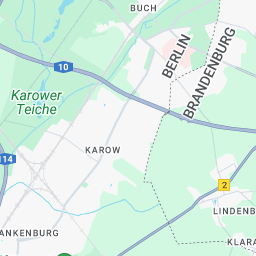 BUCH
BERLIN
BRANDENBURG
10
Karower
Teiche
KAROW
114
2
LINDENB
ANKENBURG
KLARA